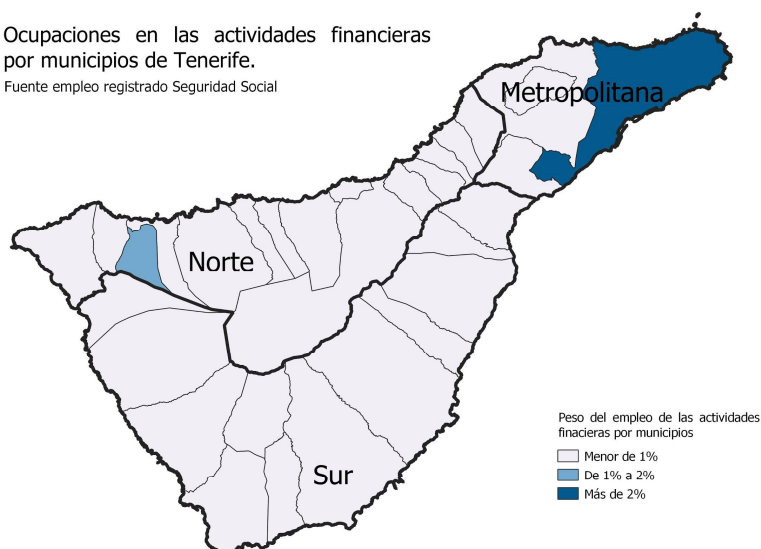 Ocupaciones en las actividades financieras
por municipios de Tenerife.
Fuente empleo registrado Seguridad Social
Metropolitana
Norte
Sur
Peso del empleo de las actividades
finacieras por municipios
Menor de 1%
De 1% a 2%
Más de 2%